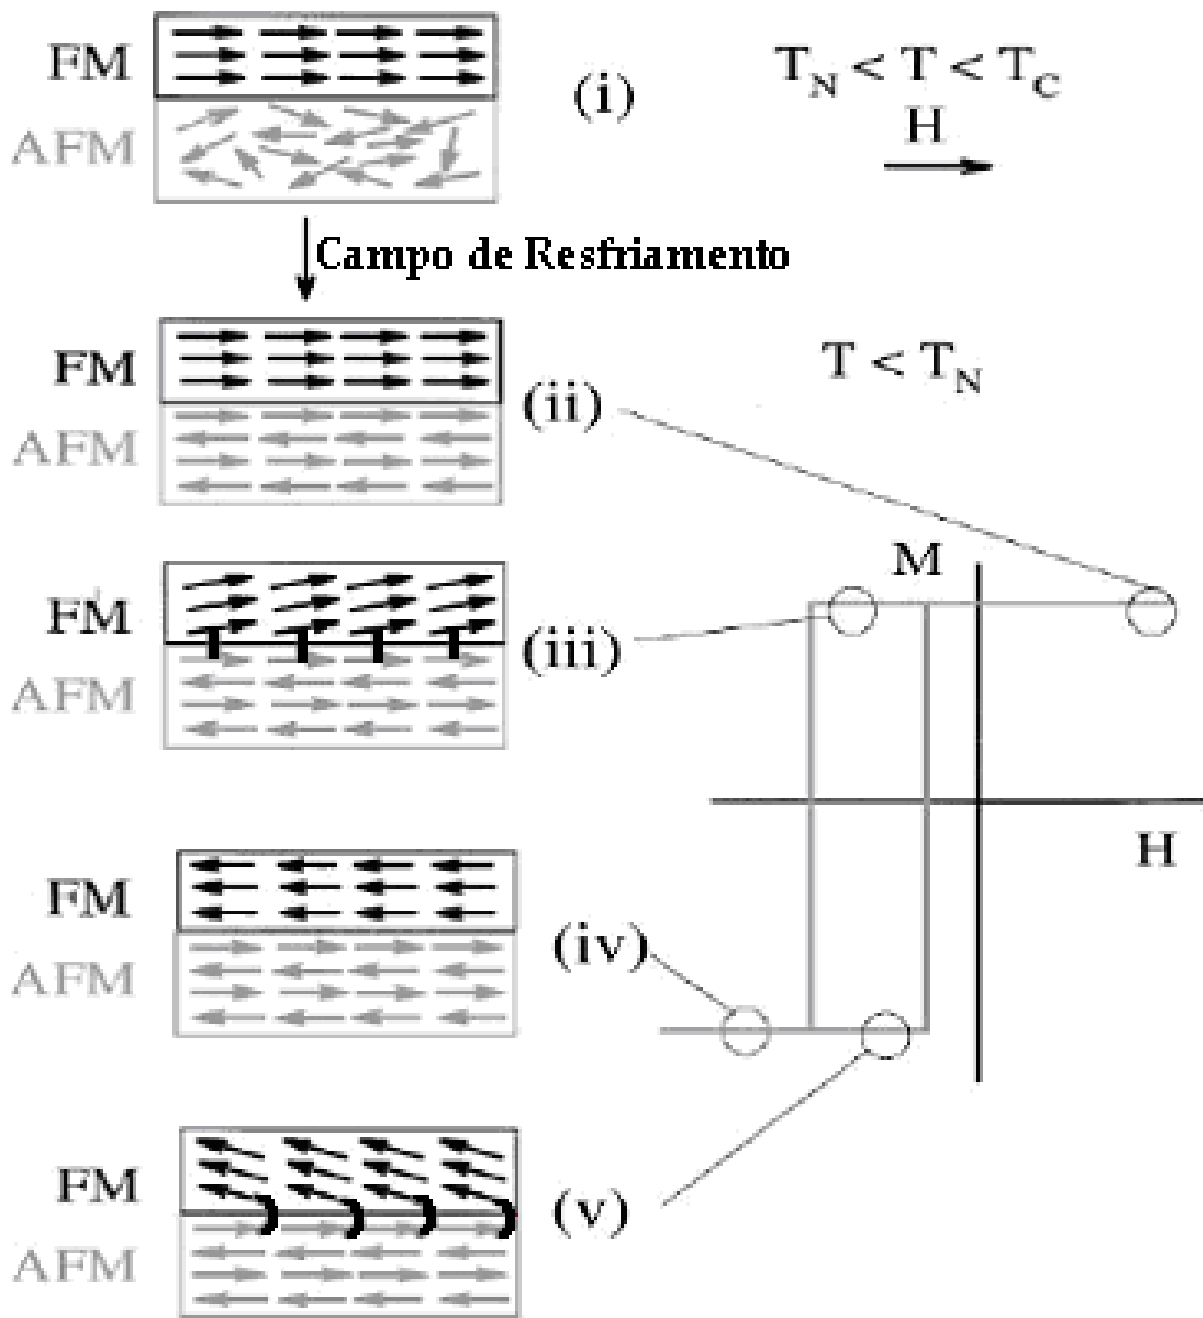 FM
AFM
(i)
T_N < T < T_C
H
Campo de Resfriamento
FM
AFM
(ii)
T < T_N
FM
AFM
(iii)
M
H
FM
AFM
(iv)
FM
AFM
(v)